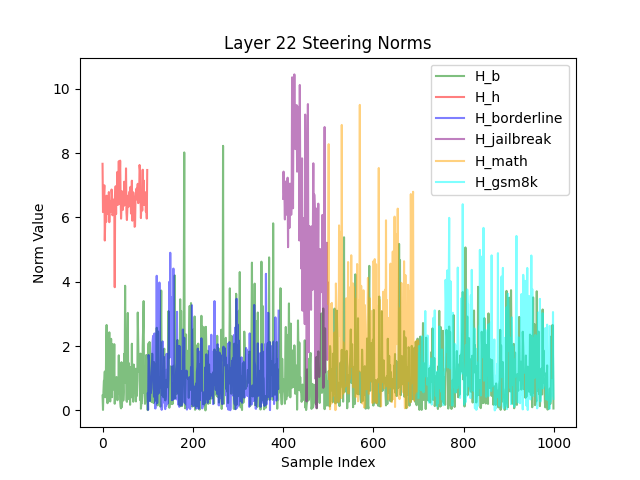 Layer 22 Steering Norms
Norm Value
10
8
6
4
2
0
0
200
400
600
800
1000
Sample Index
H_b
H_h
H_borderline
H_jailbreak
H_math
H_gsm8k